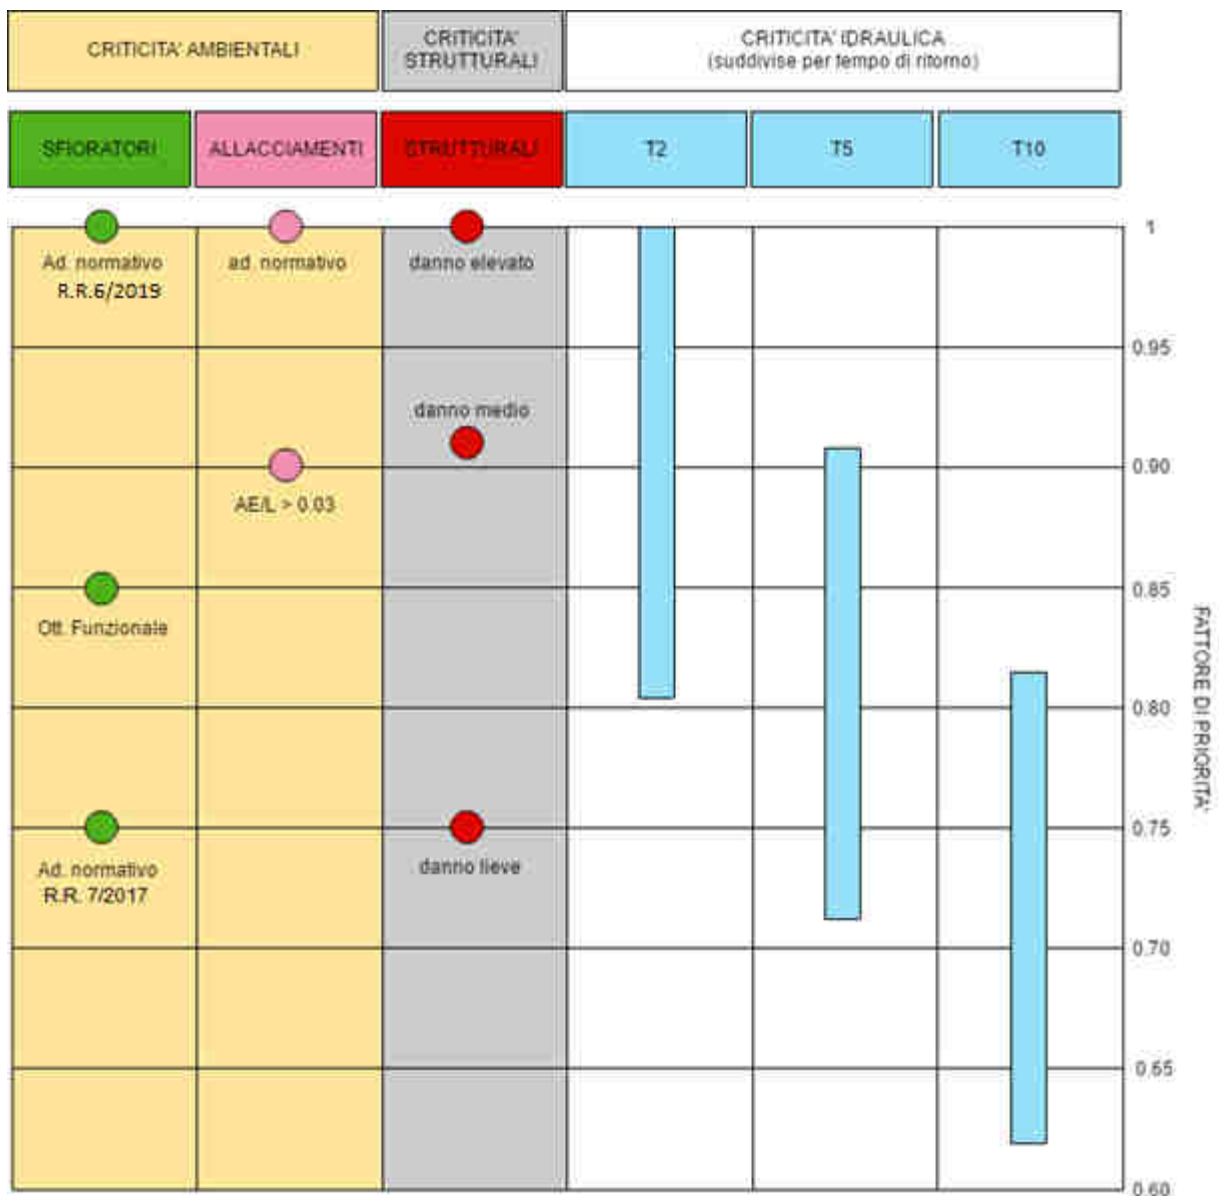 CRITICITA' AMBIENTALI
CRITICITA'
STRUTTURALI
CRITICITA' IDRAULICA
(suddivise per tempo di ritorno)
SFIORATORI
ALLACCIAMENTI
STRUTTURALI
T2
T5
T10
1
Ad. normativo
R.R.6/2019
ad. normativo
danno elevato
0.95
danno medio
0.90
AE/L > 0.03
0.85
Ott. Funzionale
FATTORE DI PRIORITA'
0.80
0.75
Ad. normativo
R.R. 7/2017
danno lieve
0.70
0.65
0.60